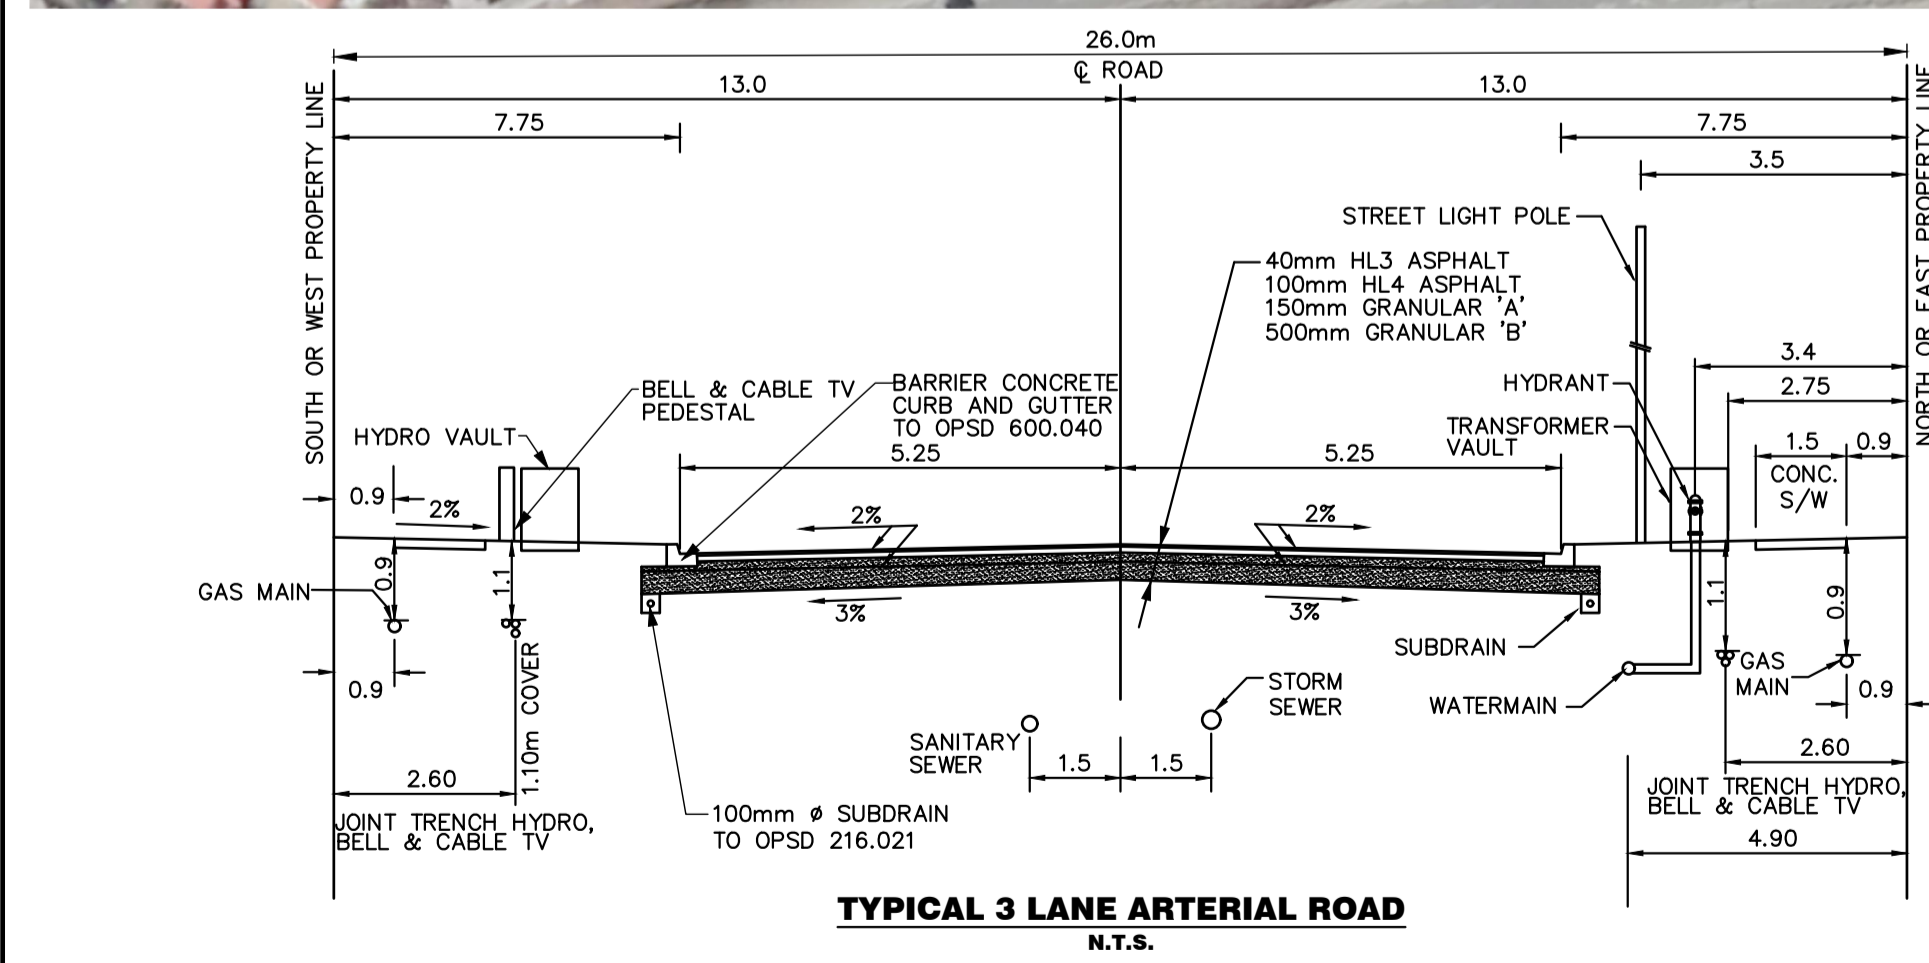 26.0m
℄ ROAD
13.0
13.0
7.75
7.75
3.5
SOUTH OR WEST PROPERTY LINE
NORTH OR EAST PROPERTY LINE
STREET LIGHT POLE
40mm HL3 ASPHALT
100mm HL4 ASPHALT
150mm GRANULAR 'A'
500mm GRANULAR 'B'
3.4
BELL & CABLE TV
PEDESTAL
BARRIER CONCRETE
CURB AND GUTTER
TO OPSD 600.040
HYDRANT
2.75
HYDRO VAULT
TRANSFORMER
VAULT
5.25
5.25
1.5
0.9
CONC.
S/W
0.9
2%
2%
2%
0.9
1.1
1.1
0.9
GAS MAIN
3%
3%
SUBDRAIN
0.9
1.10m COVER
GAS
MAIN
0.9
WATERMAIN
STORM
SEWER
SANITARY
SEWER
1.5
1.5
2.60
2.60
JOINT TRENCH HYDRO,
BELL & CABLE TV
100mm ø SUBDRAIN
TO OPSD 216.021
JOINT TRENCH HYDRO,
BELL & CABLE TV
4.90
TYPICAL 3 LANE ARTERIAL ROAD
N.T.S.